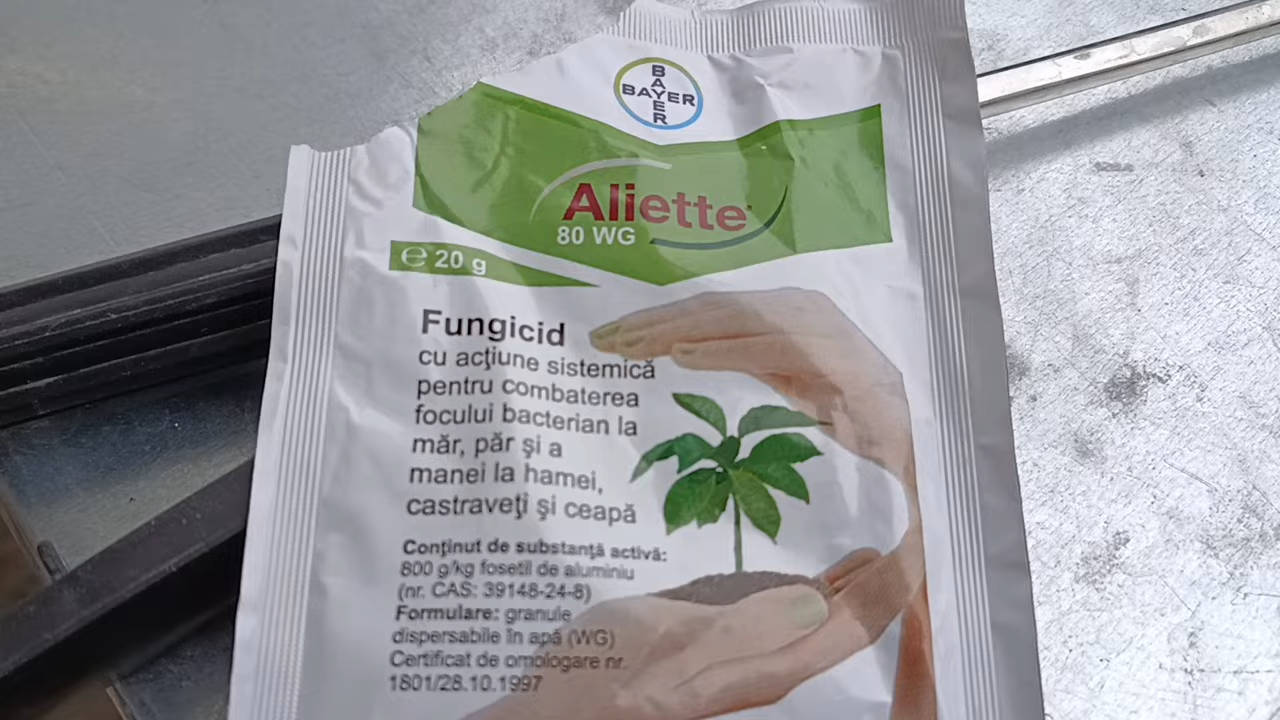 BAYER
BAYER
Aliette
80 WG
℮ 20 g
Fungicid
cu acţiune sistemică
pentru combaterea
focului bacterian la
măr, păr şi a
manei la hamei,
castraveţi şi ceapă
Conţinut de substanţă activă:
800 g/kg fosetil de aluminiu
(nr. CAS: 39148-24-8)
Formulare: granule
dispersabile în apă (WG)
Certificat de omologare nr.
1801/28.10.1997